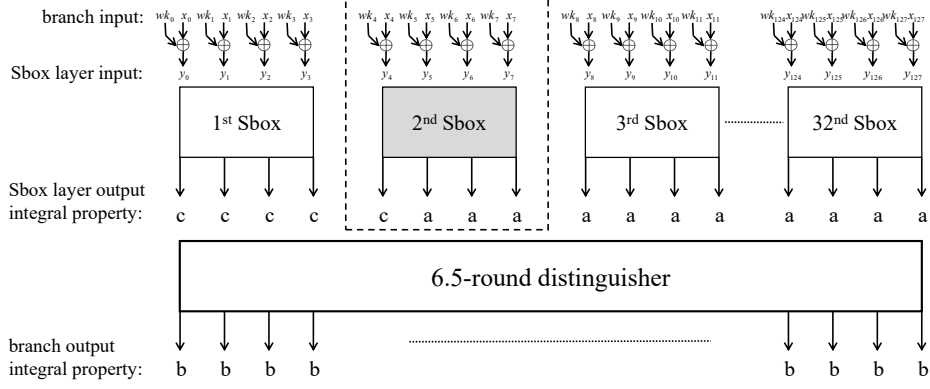 branch input: wk0 x0 wk1 x1 wk2 x2 wk3 x3 wk4 x4 wk5 x5 wk6 x6 wk7 x7 wk8 x8 wk9 x9 wk10 x10 wk11 x11 wk124 x124 wk125 x125 wk126 x126 wk127 x127
Sbox layer input: y0 y1 y2 y3 y4 y5 y6 y7 y8 y9 y10 y11 y124 y125 y126 y127
1st Sbox 2nd Sbox 3rd Sbox 32nd Sbox
Sbox layer output
integral property: c c c c c a a a a a a a a a a a
6.5-round distinguisher
branch output
integral property: b b b b b b b b